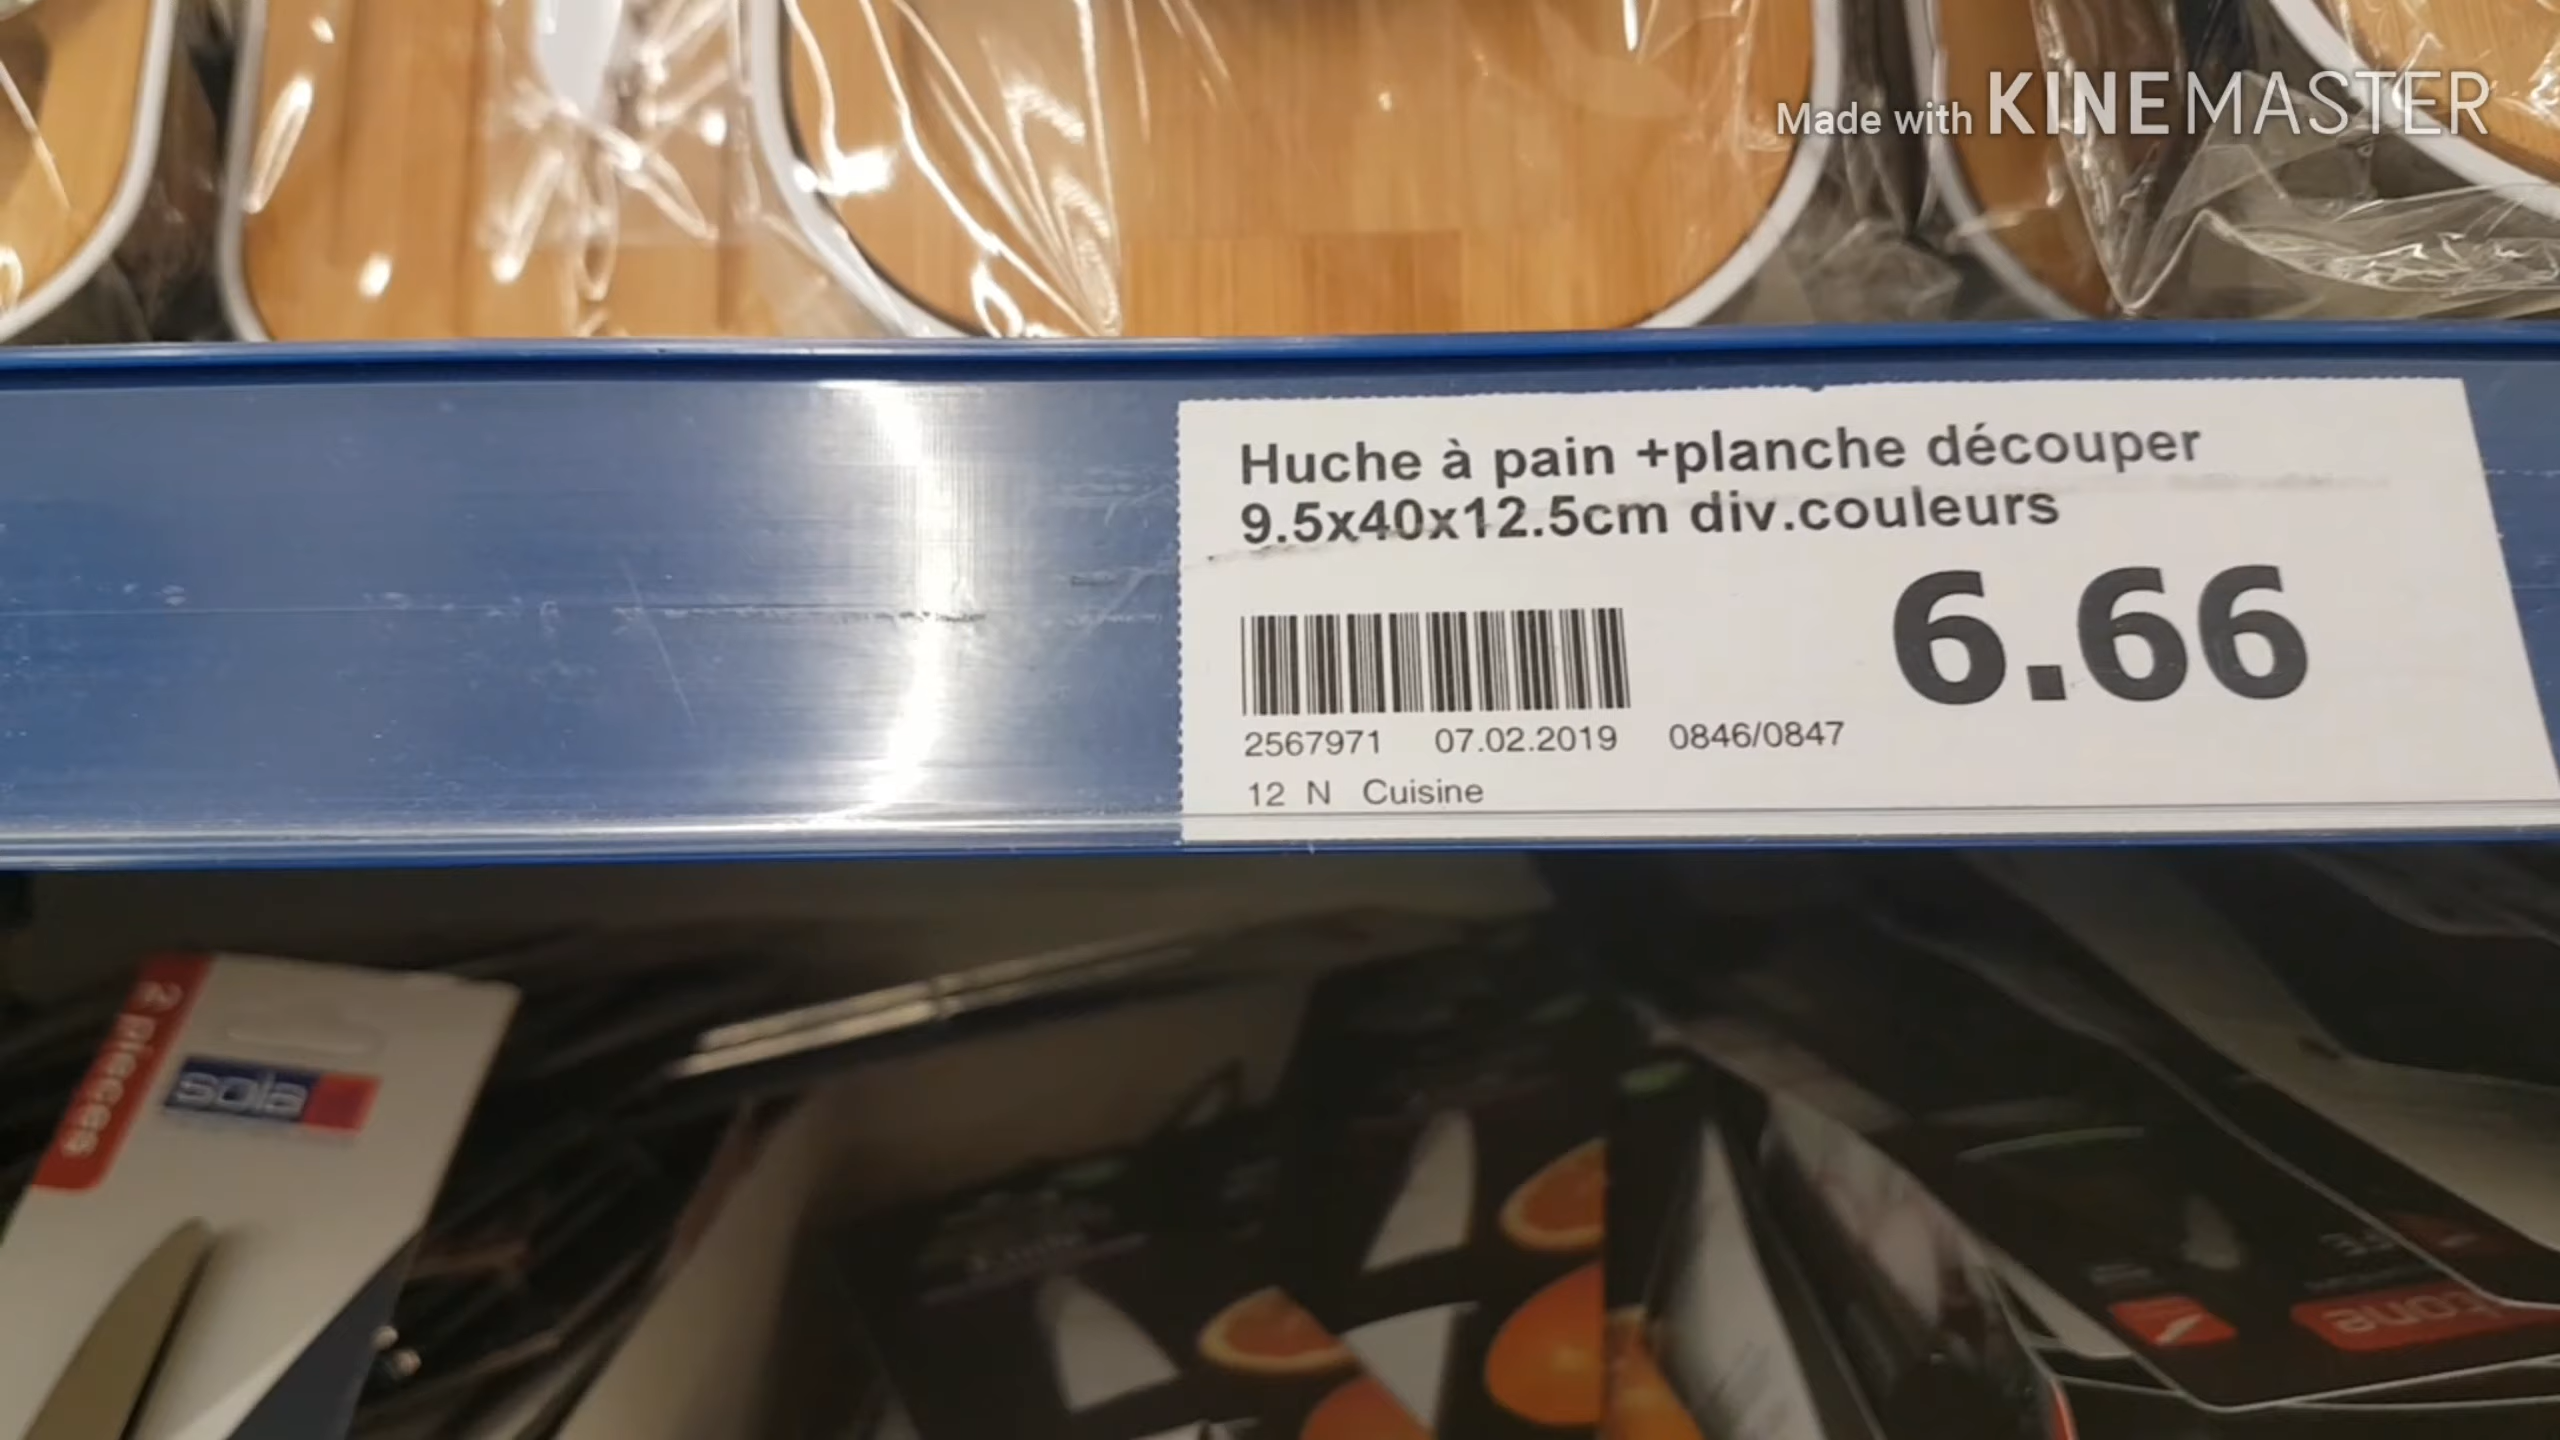 Made with KINEMASTER
Huche à pain +planche découper
9.5x40x12.5cm div.couleurs
6.66
2567971 07.02.2019 0846/0847
12 N Cuisine
2 pieces
sola